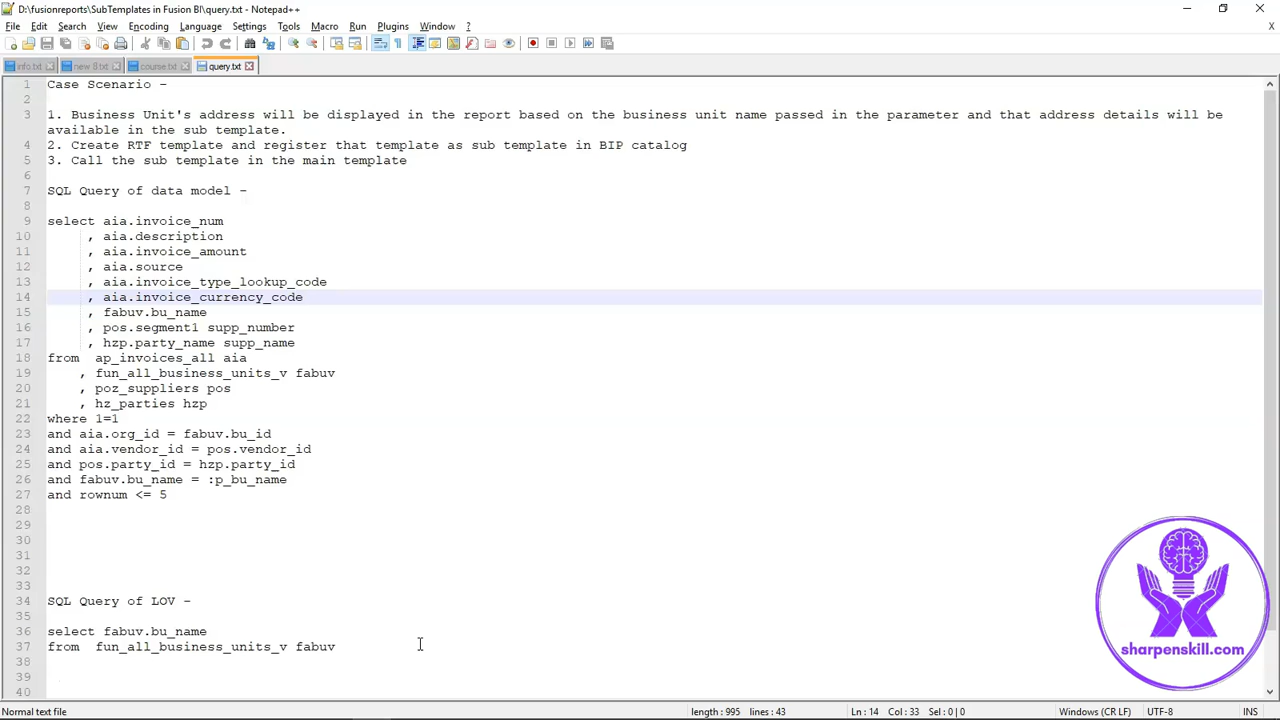 D:\fusionreports\SubTemplates in Fusion BI\query.txt - Notepad++
File Edit Search View Encoding Language Settings Tools Macro Run Plugins Window ?
info.txt new 8.txt course.txt query.txt
1 Case Scenario -
2
3 1. Business Unit's address will be displayed in the report based on the business unit name passed in the parameter and that address details will be
available in the sub template.
4 2. Create RTF template and register that template as sub template in BIP catalog
5 3. Call the sub template in the main template
6
7 SQL Query of data model -
8
9 select aia.invoice_num
10 , aia.description
11 , aia.invoice_amount
12 , aia.source
13 , aia.invoice_type_lookup_code
14 , aia.invoice_currency_code
15 , fabuv.bu_name
16 , pos.segment1 supp_number
17 , hzp.party_name supp_name
18 from ap_invoices_all aia
19 , fun_all_business_units_v fabuv
20 , poz_suppliers pos
21 , hz_parties hzp
22 where 1=1
23 and aia.org_id = fabuv.bu_id
24 and aia.vendor_id = pos.vendor_id
25 and pos.party_id = hzp.party_id
26 and fabuv.bu_name = :p_bu_name
27 and rownum <= 5
28
29
30
31
32
33
34 SQL Query of LOV -
35
36 select fabuv.bu_name
37 from fun_all_business_units_v fabuv
38
39
40
sharpenskill.com
Normal text file length : 995 lines : 43 Ln : 14 Col : 33 Sel : 0 | 0 Windows (CR LF) UTF-8 INS